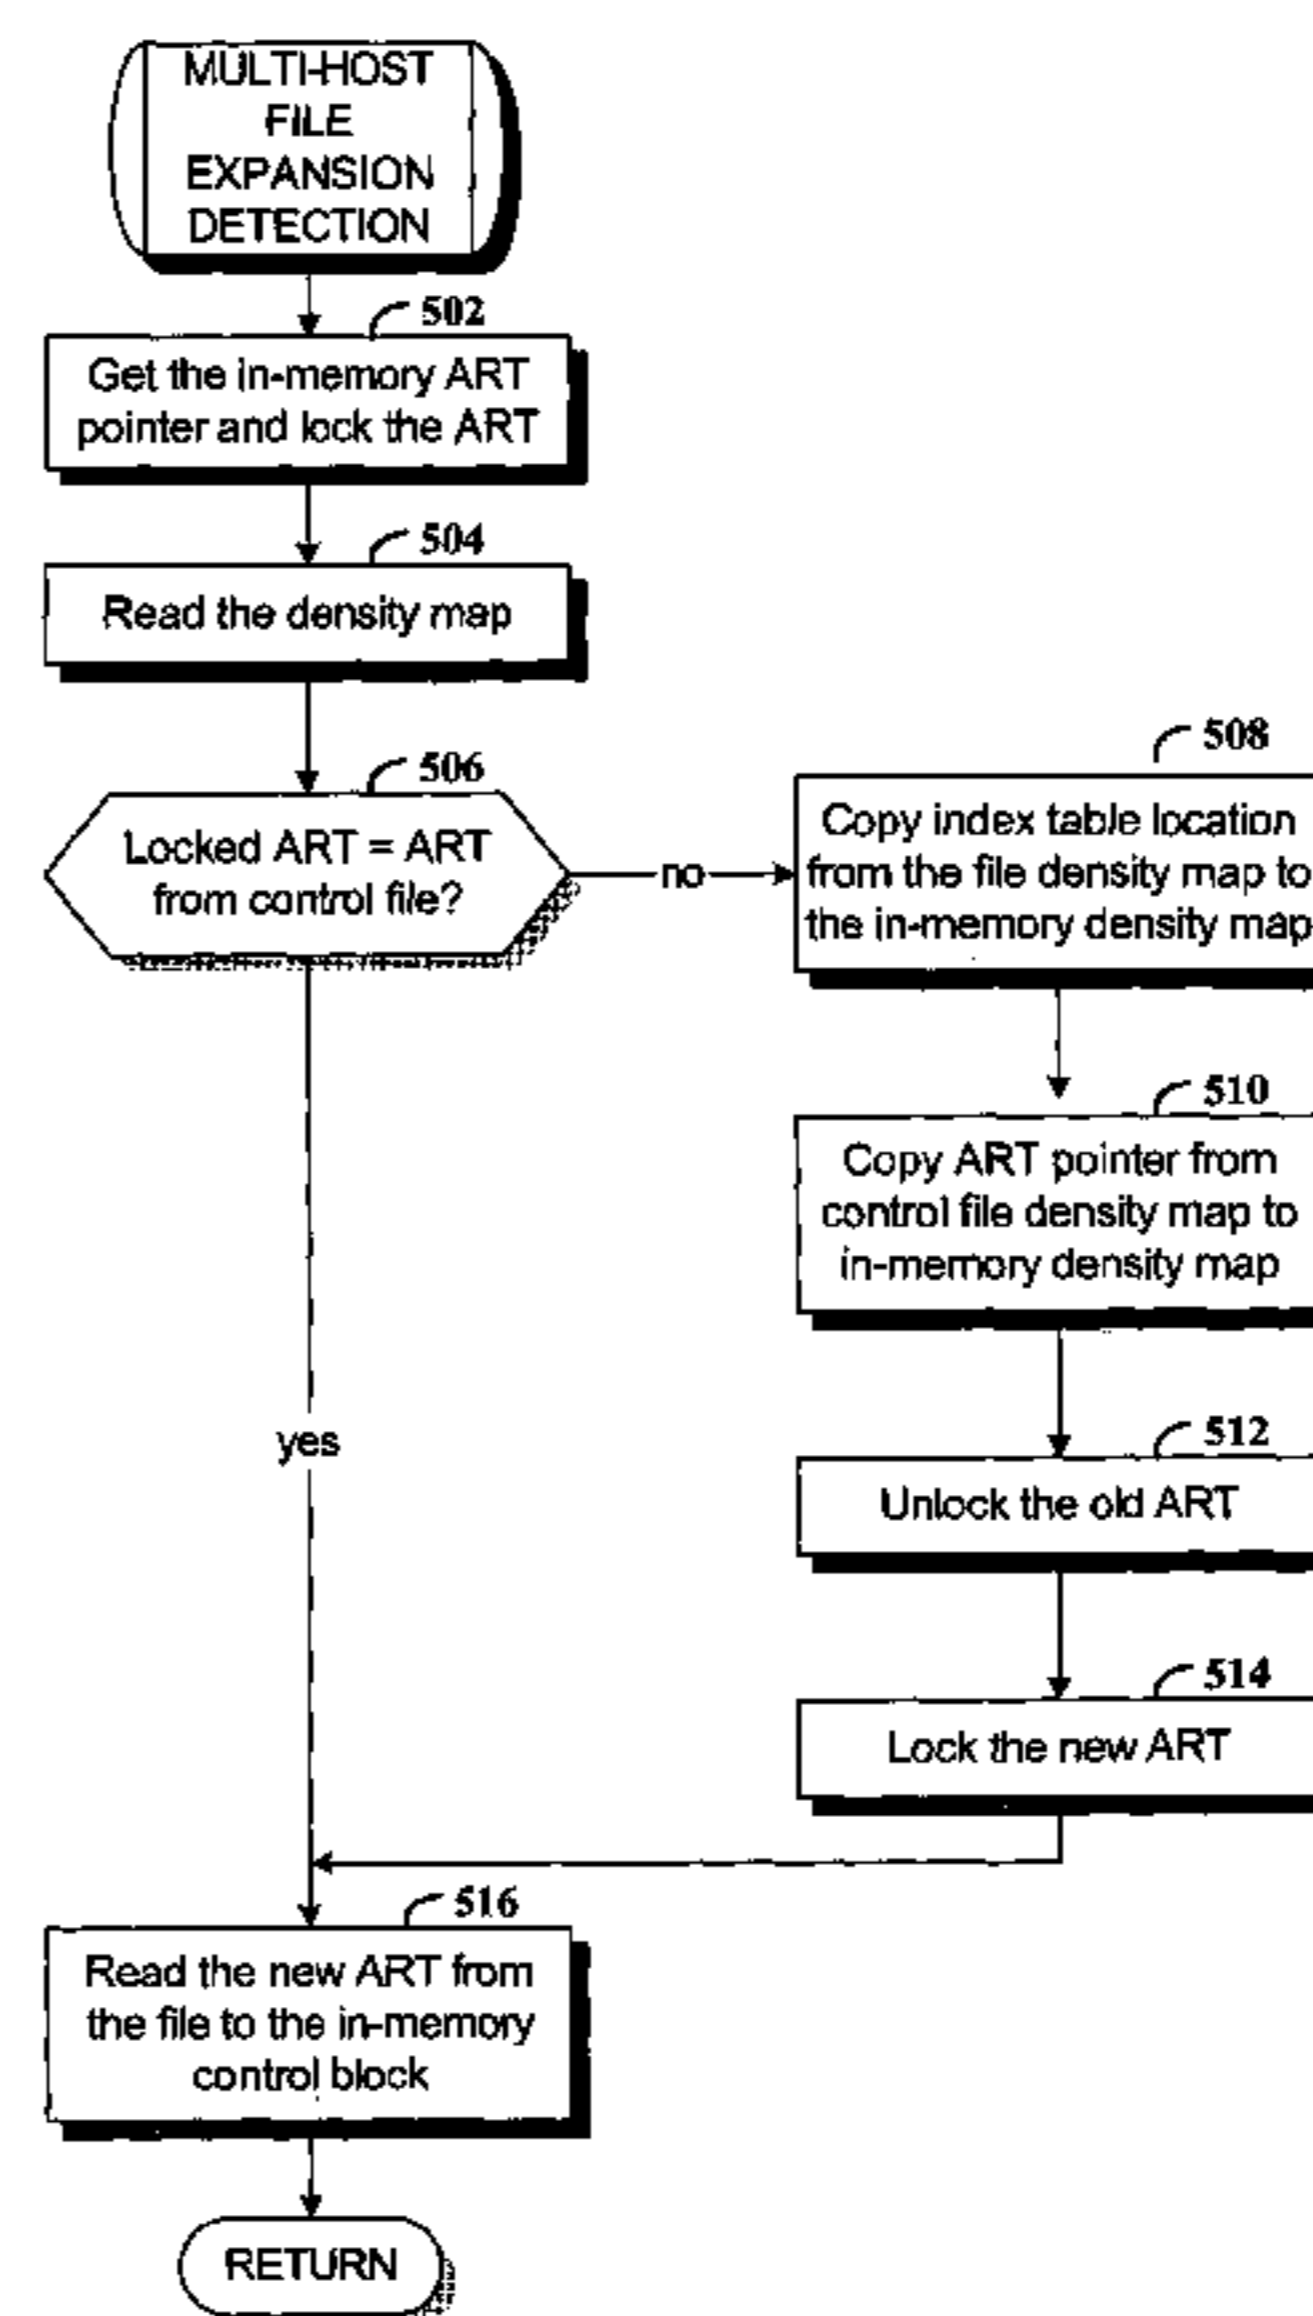 MULTI-HOST
FILE
EXPANSION
DETECTION
502
Get the in-memory ART
pointer and lock the ART
504
Read the density map
506
Locked ART = ART
from control file?
no
508
Copy index table location
from the file density map to
the in-memory density map
510
Copy ART pointer from
control file density map to
in-memory density map
512
Unlock the old ART
yes
514
Lock the new ART
516
Read the new ART from
the file to the in-memory
control block
RETURN